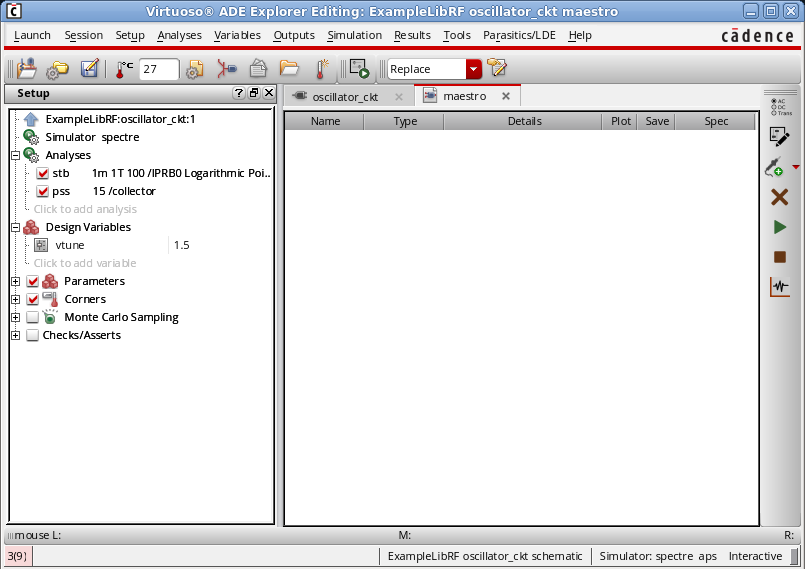 Virtuoso® ADE Explorer Editing: ExampleLibRF oscillator_ckt maestro
Launch Session Setup Analyses Variables Outputs Simulation Results Tools Parasitics/LDE Help
cādence
°C 27 Replace
Setup
oscillator_ckt maestro
Name Type Details Plot Save Spec
ExampleLibRF:oscillator_ckt:1
Simulator spectre
Analyses
stb 1m 1T 100 /IPRB0 Logarithmic Poi..
pss 15 /collector
Click to add analysis
Design Variables
vtune 1.5
Click to add variable
Parameters
Corners
Monte Carlo Sampling
Checks/Asserts
AC
DC
Trans
mouse L: M: R:
3(9) ExampleLibRF oscillator_ckt schematic Simulator: spectre aps Interactive